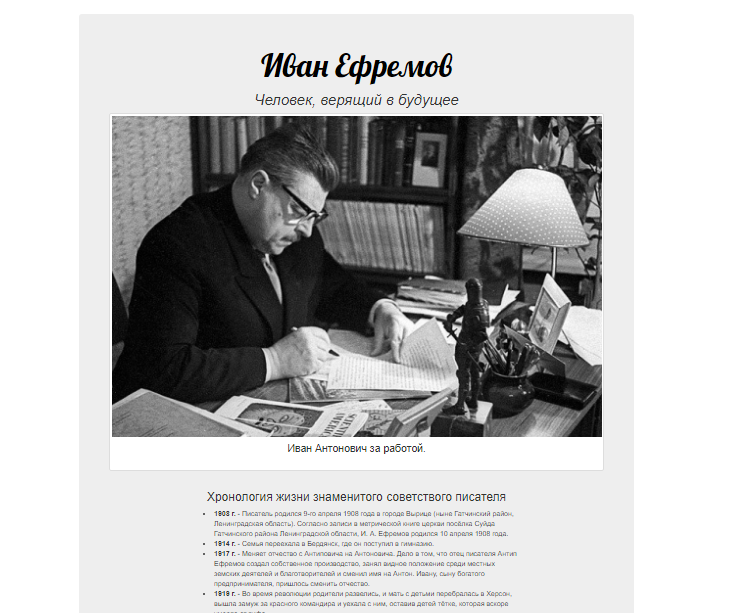 Иван Ефремов
Человек, верящий в будущее
Иван Антонович за работой.
Хронология жизни знаменитого советствого писателя
1908 г. - Писатель родился 9-го апреля 1908 года в городе Вырице (ныне Гатчинский район,
Ленинградская область). Согласно записи в метрической книге церкви посёлка Суйда
Гатчинского района Ленинградской области, И. А. Ефремов родился 10 апреля 1908 года.
1914 г. - Семья переехала в Бердянск, где он поступил в гимназию.
1917 г. - Меняет отчество с Антиповича на Антоновича. Дело в том, что отец писателя Антип
Ефремов создал собственное производство, занял видное положение среди местных
земских деятелей и благотворителей и сменил имя на Антон. Ивану, сыну богатого
предпринимателя, пришлось сменить отчество.
1919 г. - Во время революции родители развелись, и мать с детьми перебралась в Херсон,
вышла замуж за красного командира и уехала с ним, оставив детей тётке, которая вскоре